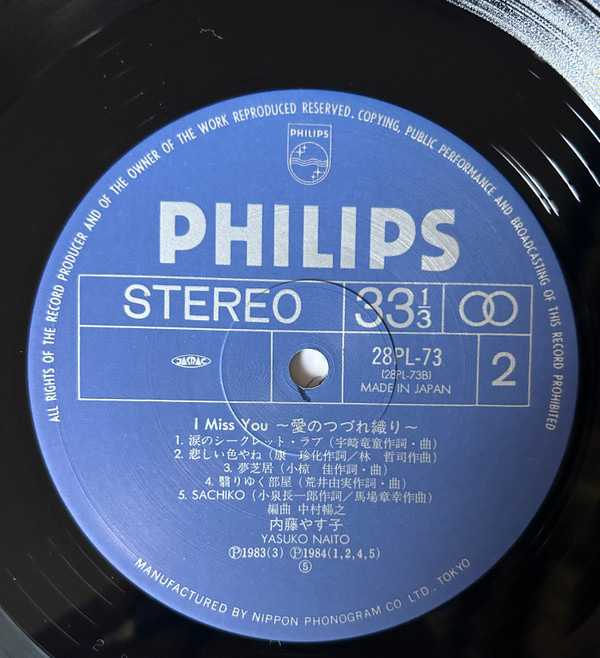 ALL RIGHTS OF THE RECORD PRODUCER AND OF THE OWNER OF THE WORK REPRODUCED RESERVED. COPYING, PUBLIC PERFORMANCE AND BROADCASTING OF THIS RECORD PROHIBITED
PHILIPS
PHILIPS
STEREO 33 1/3
JASRAC 28PL-73 2
(28PL-73B)
MADE IN JAPAN
I Miss You 〜愛のつづれ織り〜
1. 涙のシークレット・ラブ（宇崎竜童作詞・曲）
2. 悲しい色やね（康 珍化作詞／林 哲司作曲）
3. 夢芝居（小椋 佳作詞・曲）
4. 翳りゆく部屋（荒井由実作詞・曲）
5. SACHIKO（小泉長一郎作詞／馬場章幸作曲）
編曲 中村暢之
内藤やす子
YASUKO NAITO
Ⓟ1983(3) Ⓟ1984(1,2,4,5)
⑤
MANUFACTURED BY NIPPON PHONOGRAM CO LTD., TOKYO
2